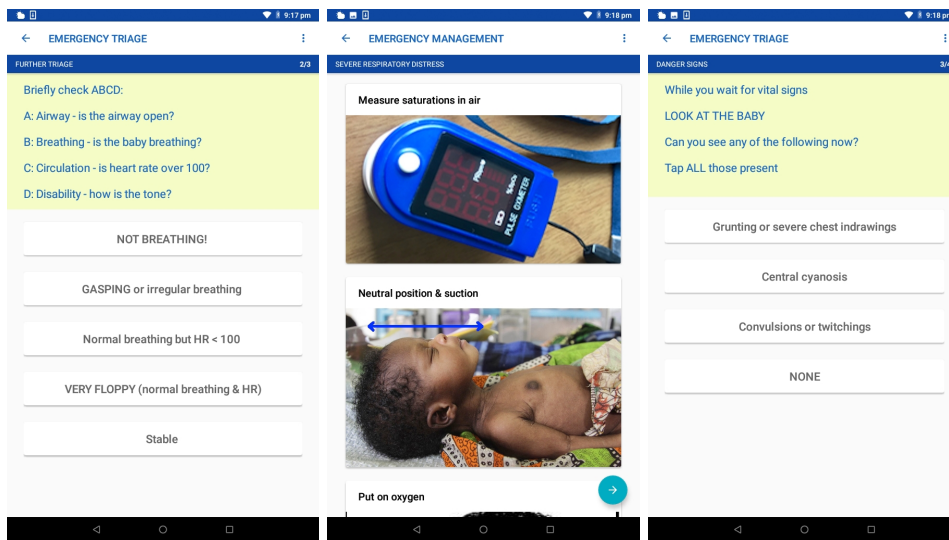 9:17 pm
EMERGENCY TRIAGE
FURTHER TRIAGE 2/3
Briefly check ABCD:
A: Airway - is the airway open?
B: Breathing - is the baby breathing?
C: Circulation - is heart rate over 100?
D: Disability - how is the tone?
NOT BREATHING!
GASPING or irregular breathing
Normal breathing but HR < 100
VERY FLOPPY (normal breathing & HR)
Stable
9:18 pm
EMERGENCY MANAGEMENT
SEVERE RESPIRATORY DISTRESS
Measure saturations in air
%SpO2
PULSE OXIMETER
Neutral position & suction
Put on oxygen
9:18 pm
EMERGENCY TRIAGE
DANGER SIGNS 3/4
While you wait for vital signs
LOOK AT THE BABY
Can you see any of the following now?
Tap ALL those present
Grunting or severe chest indrawings
Central cyanosis
Convulsions or twitchings
NONE